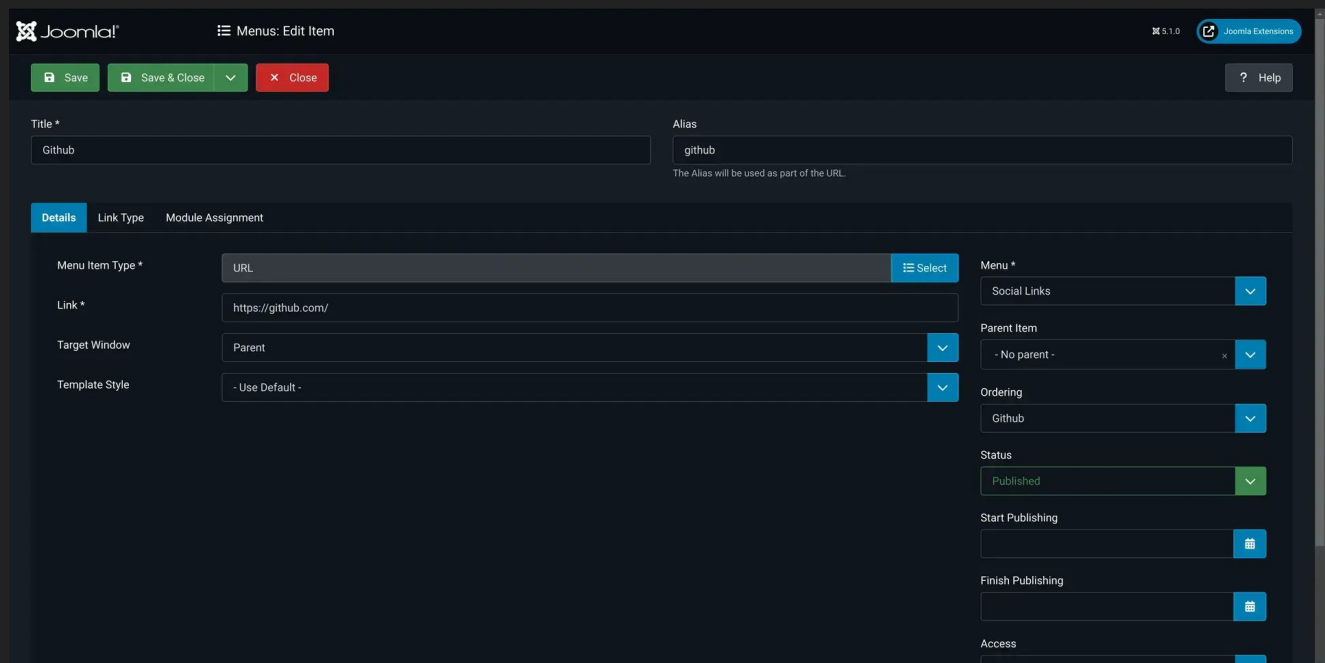 Joomla!®
Menus: Edit Item
5.1.0
Joomla Extensions
Save
Save & Close
Close
? Help
Title *
Github
Alias
github
The Alias will be used as part of the URL.
Details
Link Type
Module Assignment
Menu Item Type *
URL
Select
Link *
https://github.com/
Target Window
Parent
Template Style
- Use Default -
Menu *
Social Links
Parent Item
- No parent -
×
Ordering
Github
Status
Published
Start Publishing
Finish Publishing
Access